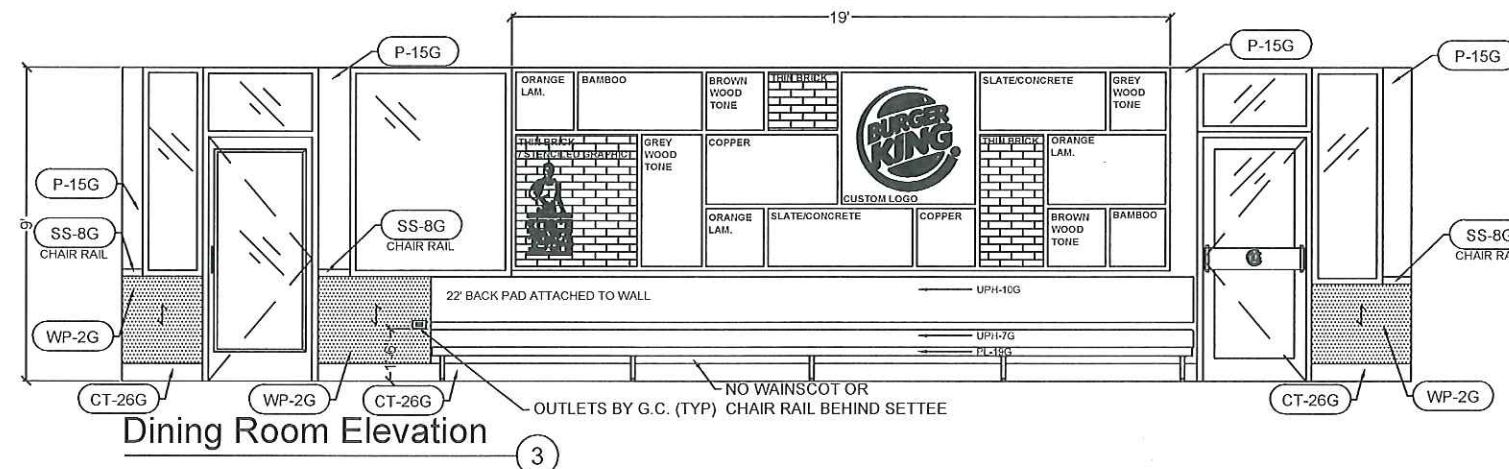 19'
P-15G
P-15G
P-15G
ORANGE
LAM.
BAMBOO
BROWN
WOOD
TONE
THIN BRICK
SLATE/CONCRETE
GREY
WOOD
TONE
BURGER
KING
THIN BRICK
/ STENCILED GRAPHIC
GREY
WOOD
TONE
COPPER
THIN BRICK
ORANGE
LAM.
P-15G
9'
CUSTOM LOGO
SS-8G
CHAIR RAIL
SS-8G
CHAIR RAIL
ORANGE
LAM.
SLATE/CONCRETE
COPPER
BROWN
WOOD
TONE
BAMBOO
SS-8G
CHAIR RA
22' BACK PAD ATTACHED TO WALL
UPH-10G
WP-2G
UPH-7G
PL-19G
1'-6"
CT-26G
WP-2G
CT-26G
NO WAINSCOT OR
CHAIR RAIL BEHIND SETTEE
OUTLETS BY G.C. (TYP)
CT-26G
WP-2G
Dining Room Elevation
3